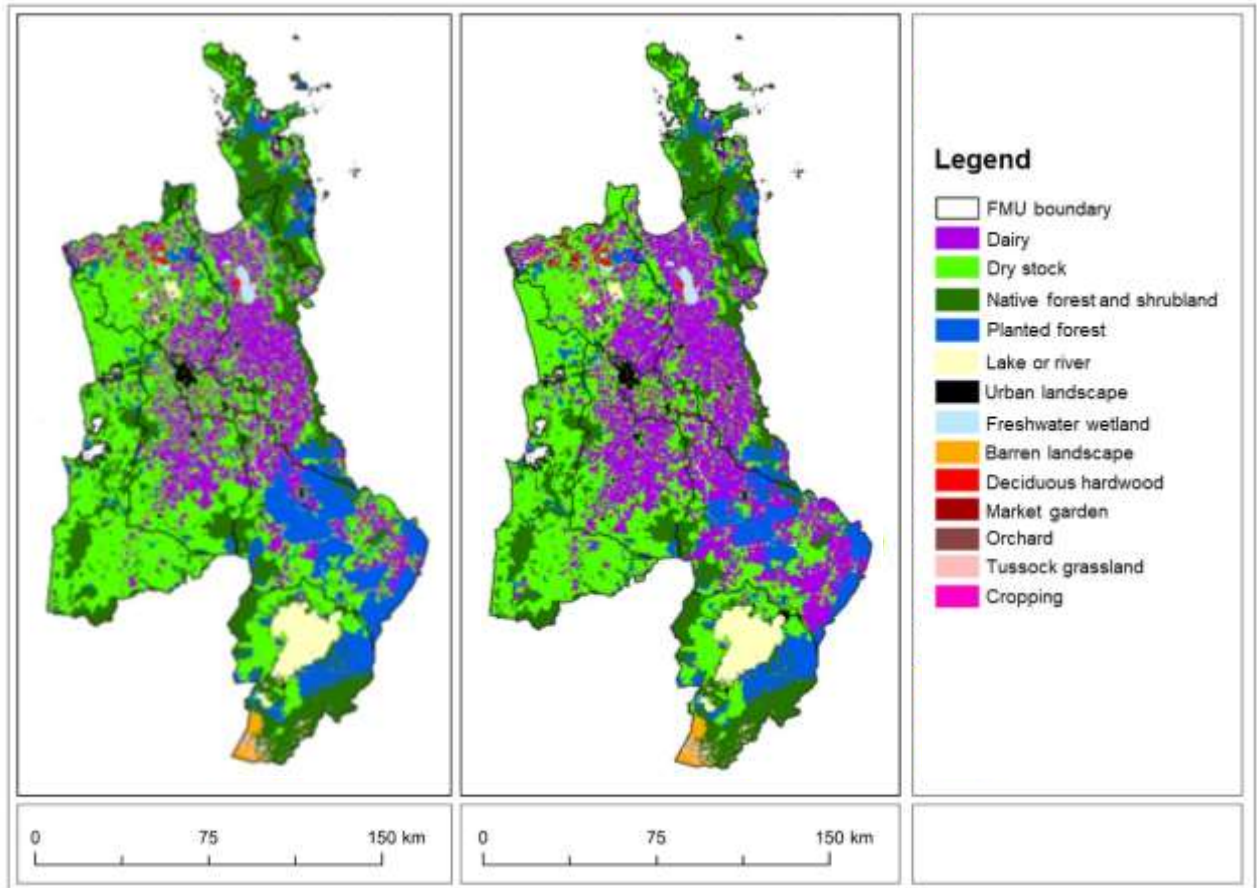 Legend
FMU boundary
Dairy
Dry stock
Native forest and shrubland
Planted forest
Lake or river
Urban landscape
Freshwater wetland
Barren landscape
Deciduous hardwood
Market garden
Orchard
Tussock grassland
Cropping
0 75 150 km
0 75 150 km